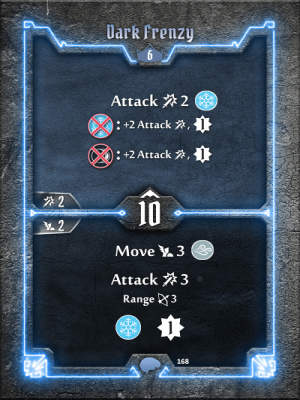 Dark Frenzy
6
Attack 2
: +2 Attack , 1
: +2 Attack , 1
2
10
2
Move 3
Attack 3
Range 3
1
168